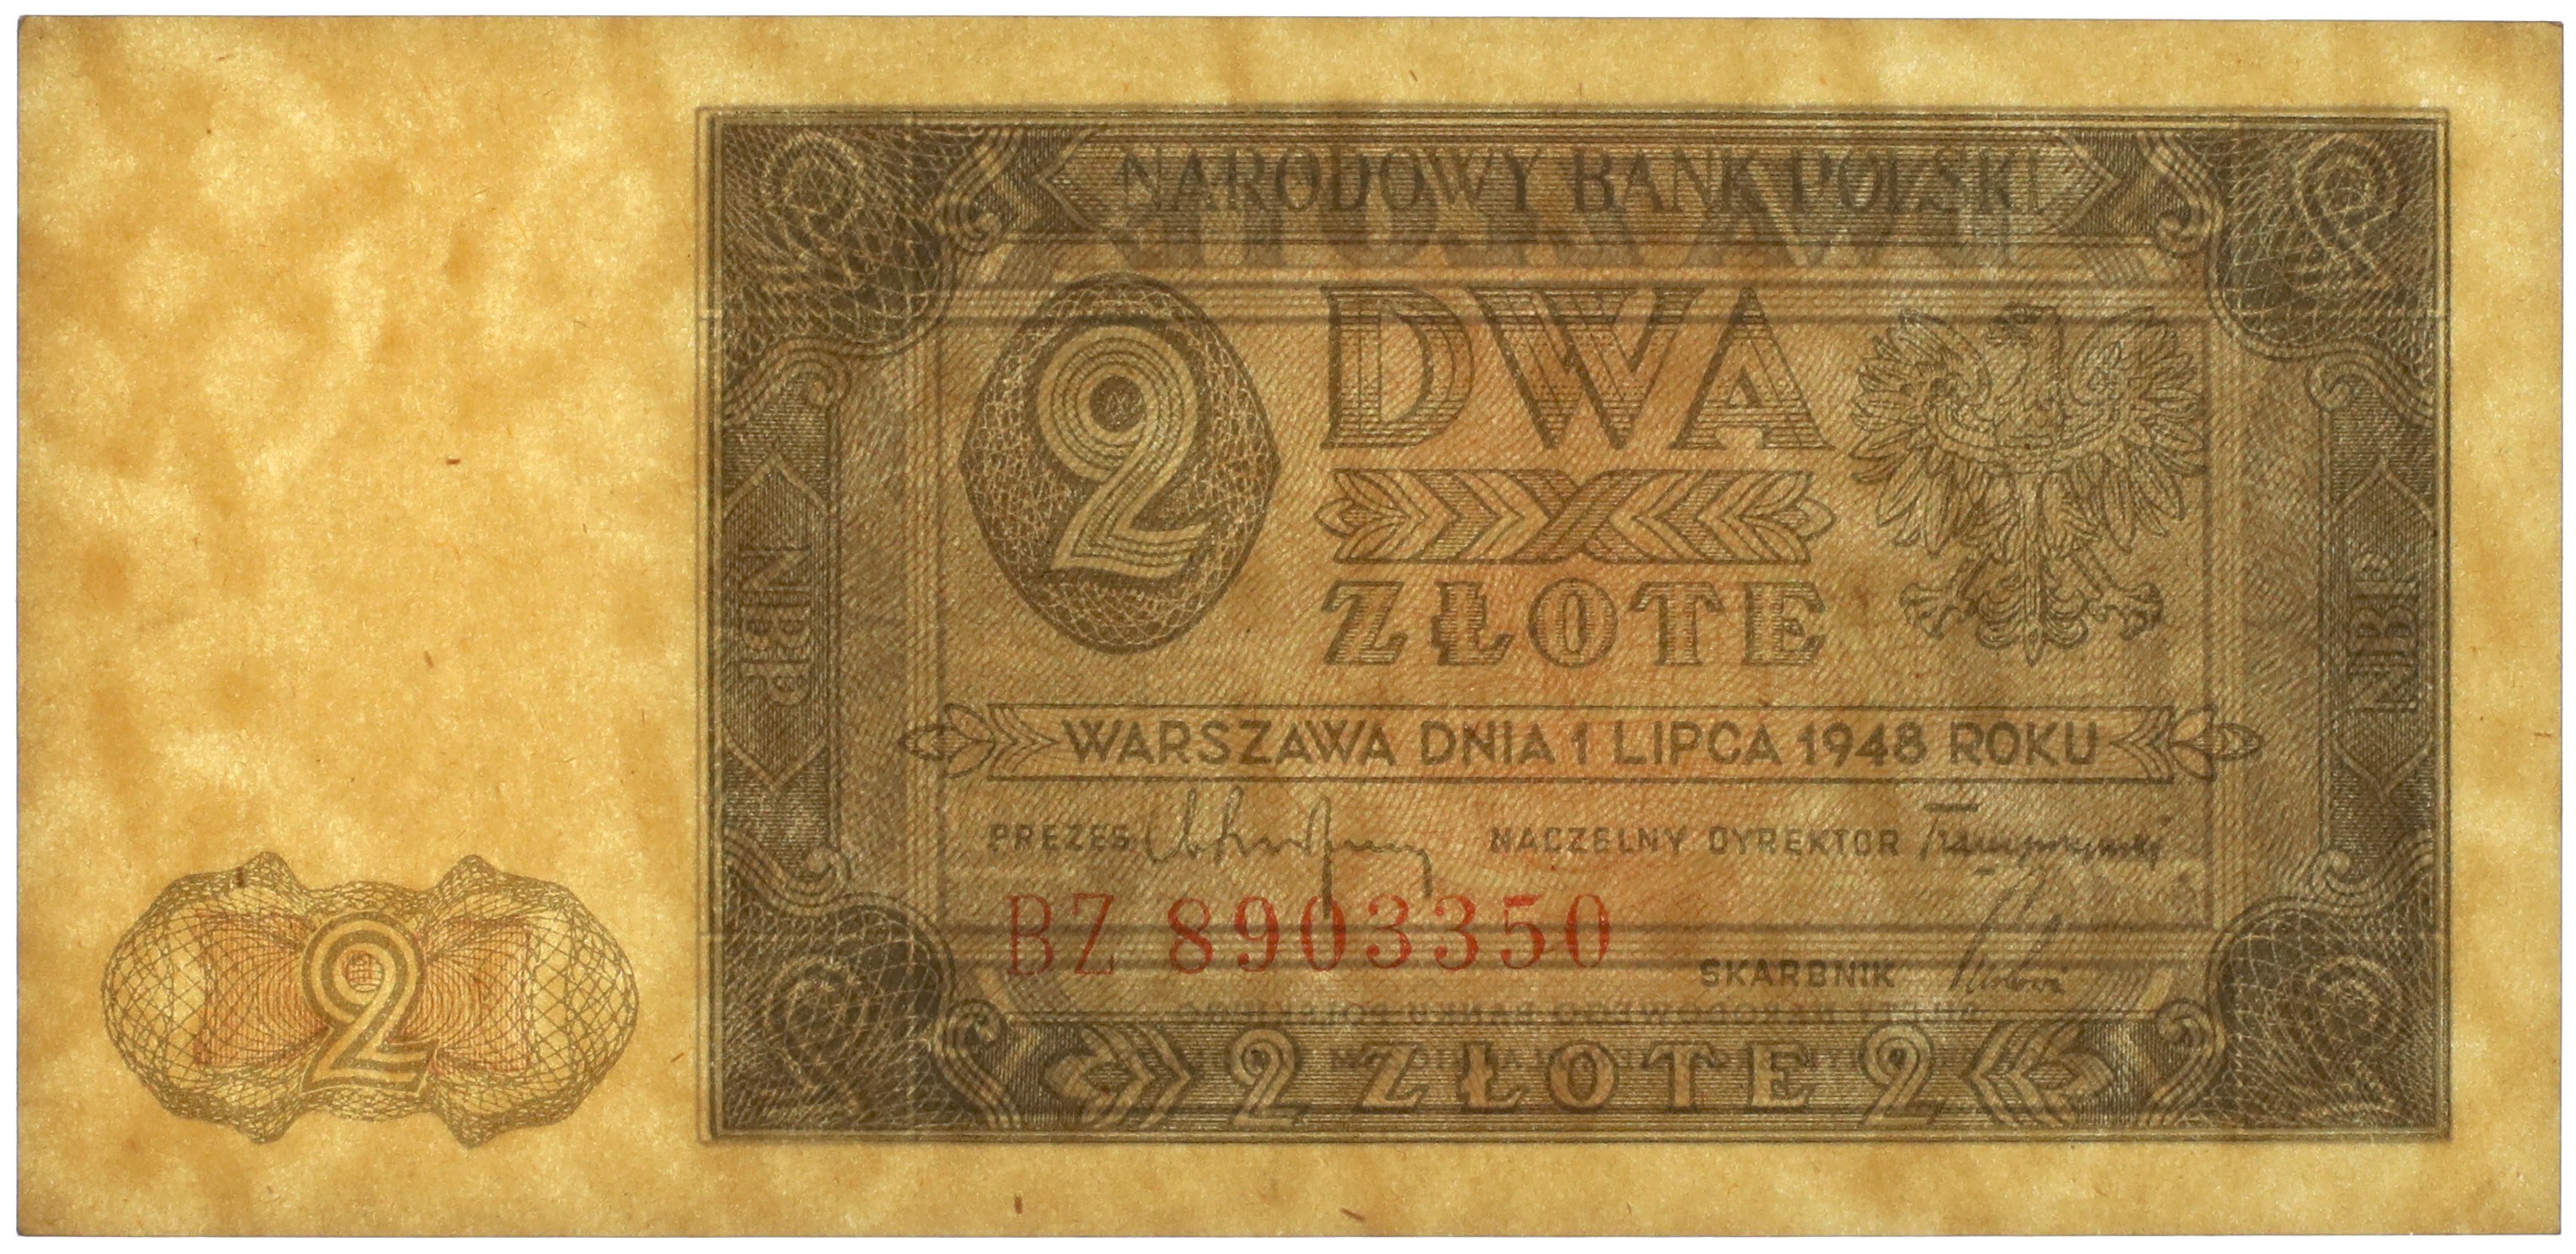 NARODOWY BANK POLSKI
2
DWA
ZŁOTE
NBP
NBP
WARSZAWA DNIA 1 LIPCA 1948 ROKU
PREZES
NACZELNY DYREKTOR
BZ 8903350
SKARBNIK
2
2 ZŁOTE 2